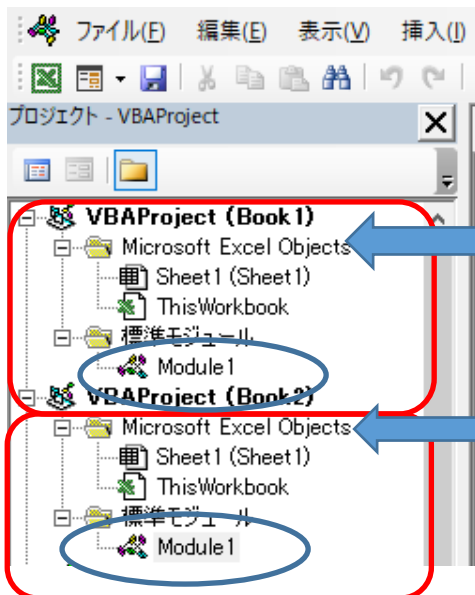 ファイル(F) 編集(E) 表示(V) 挿入(I)
プロジェクト - VBAProject
VBAProject (Book1)
Microsoft Excel Objects
Sheet1 (Sheet1)
ThisWorkbook
標準モジュール
Module1
VBAProject (Book2)
Microsoft Excel Objects
Sheet1 (Sheet1)
ThisWorkbook
標準モジュール
Module1